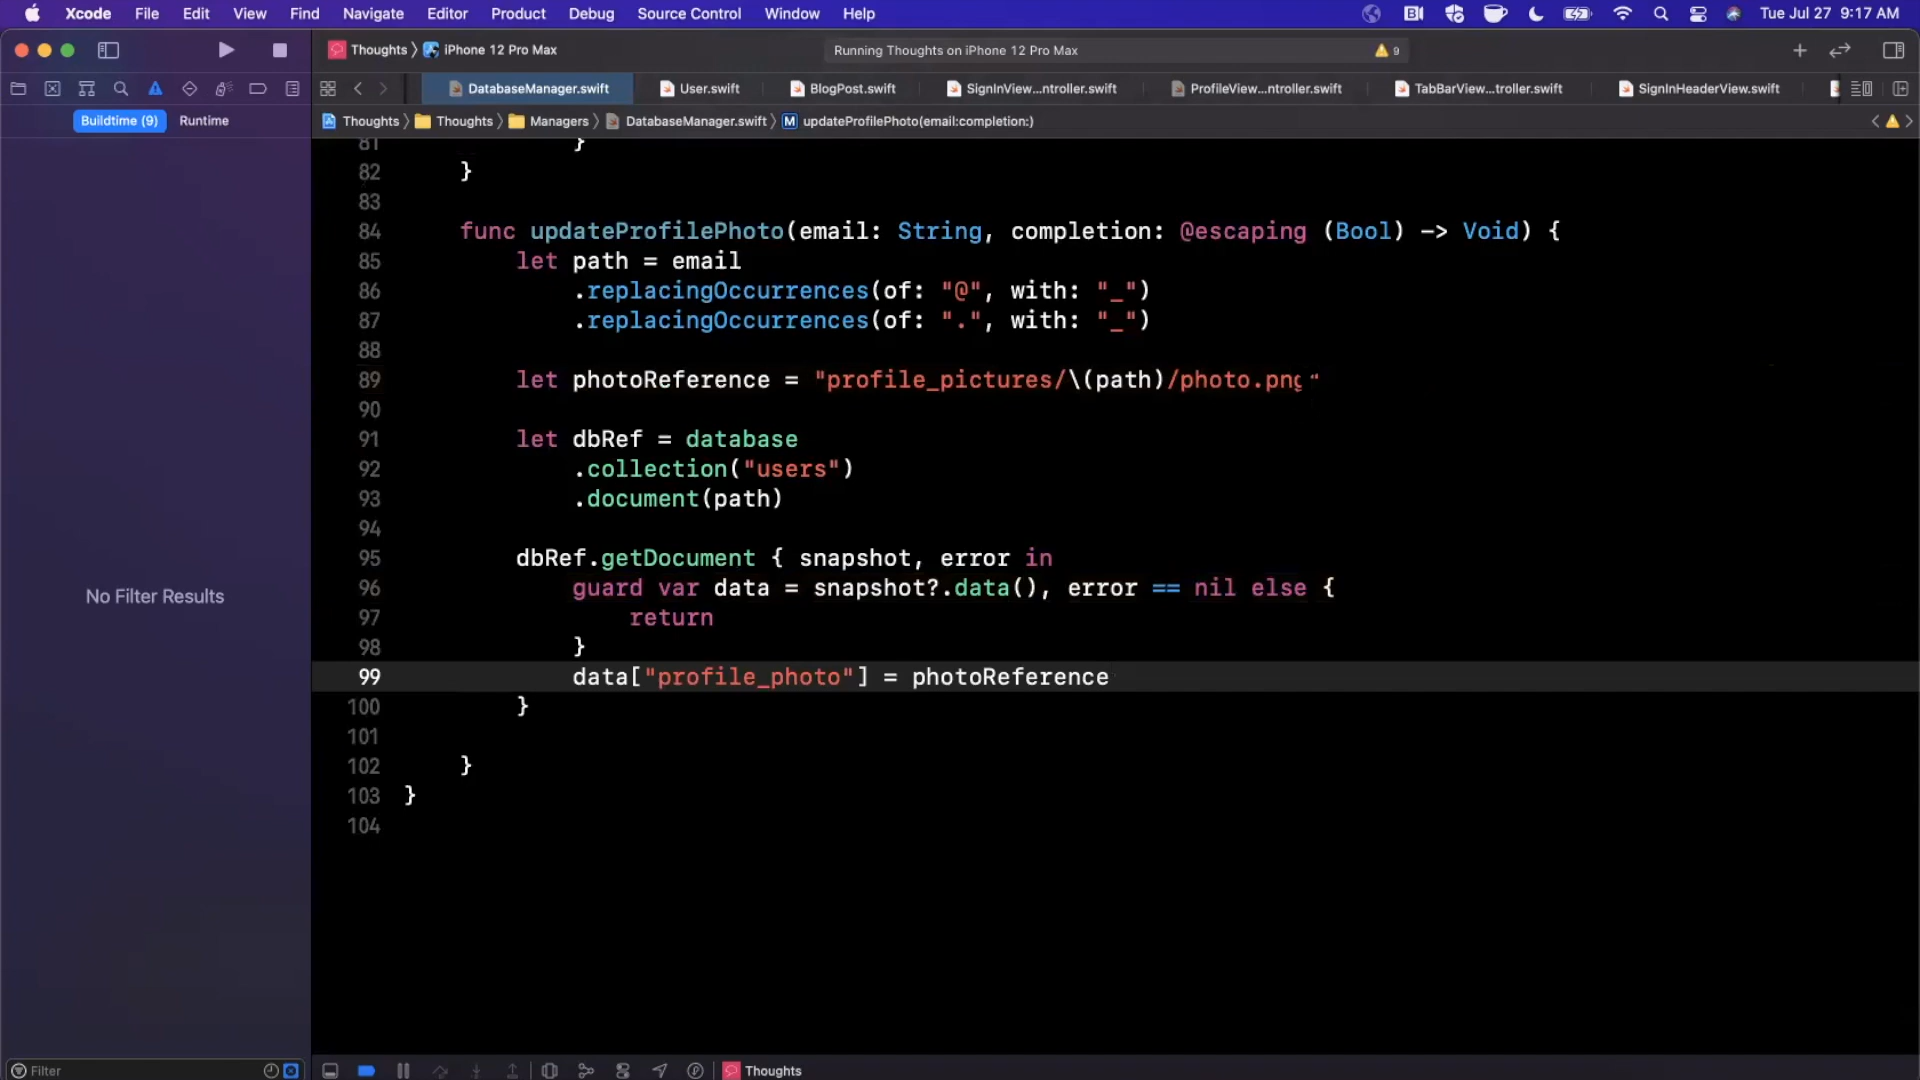 Xcode File Edit View Find Navigate Editor Product Debug Source Control Window Help Tue Jul 27 9:17 AM
Thoughts 〉 iPhone 12 Pro Max Running Thoughts on iPhone 12 Pro Max 9
DatabaseManager.swift User.swift BlogPost.swift SignInView...ntroller.swift ProfileView...ntroller.swift TabBarView...troller.swift SignInHeaderView.swift
Buildtime (9) Runtime
Thoughts 〉 Thoughts 〉 Managers 〉 DatabaseManager.swift 〉 M updateProfilePhoto(email:completion:)
81 }
82 }
83
84 func updateProfilePhoto(email: String, completion: @escaping (Bool) -> Void) {
85 let path = email
86 .replacingOccurrences(of: "@", with: "_")
87 .replacingOccurrences(of: ".", with: "_")
88
89 let photoReference = "profile_pictures/\(path)/photo.png"
90
91 let dbRef = database
92 .collection("users")
93 .document(path)
94
95 dbRef.getDocument { snapshot, error in
96 guard var data = snapshot?.data(), error == nil else {
97 return
98 }
99 data["profile_photo"] = photoReference
100 }
101
102 }
103 }
104
No Filter Results
Filter Thoughts